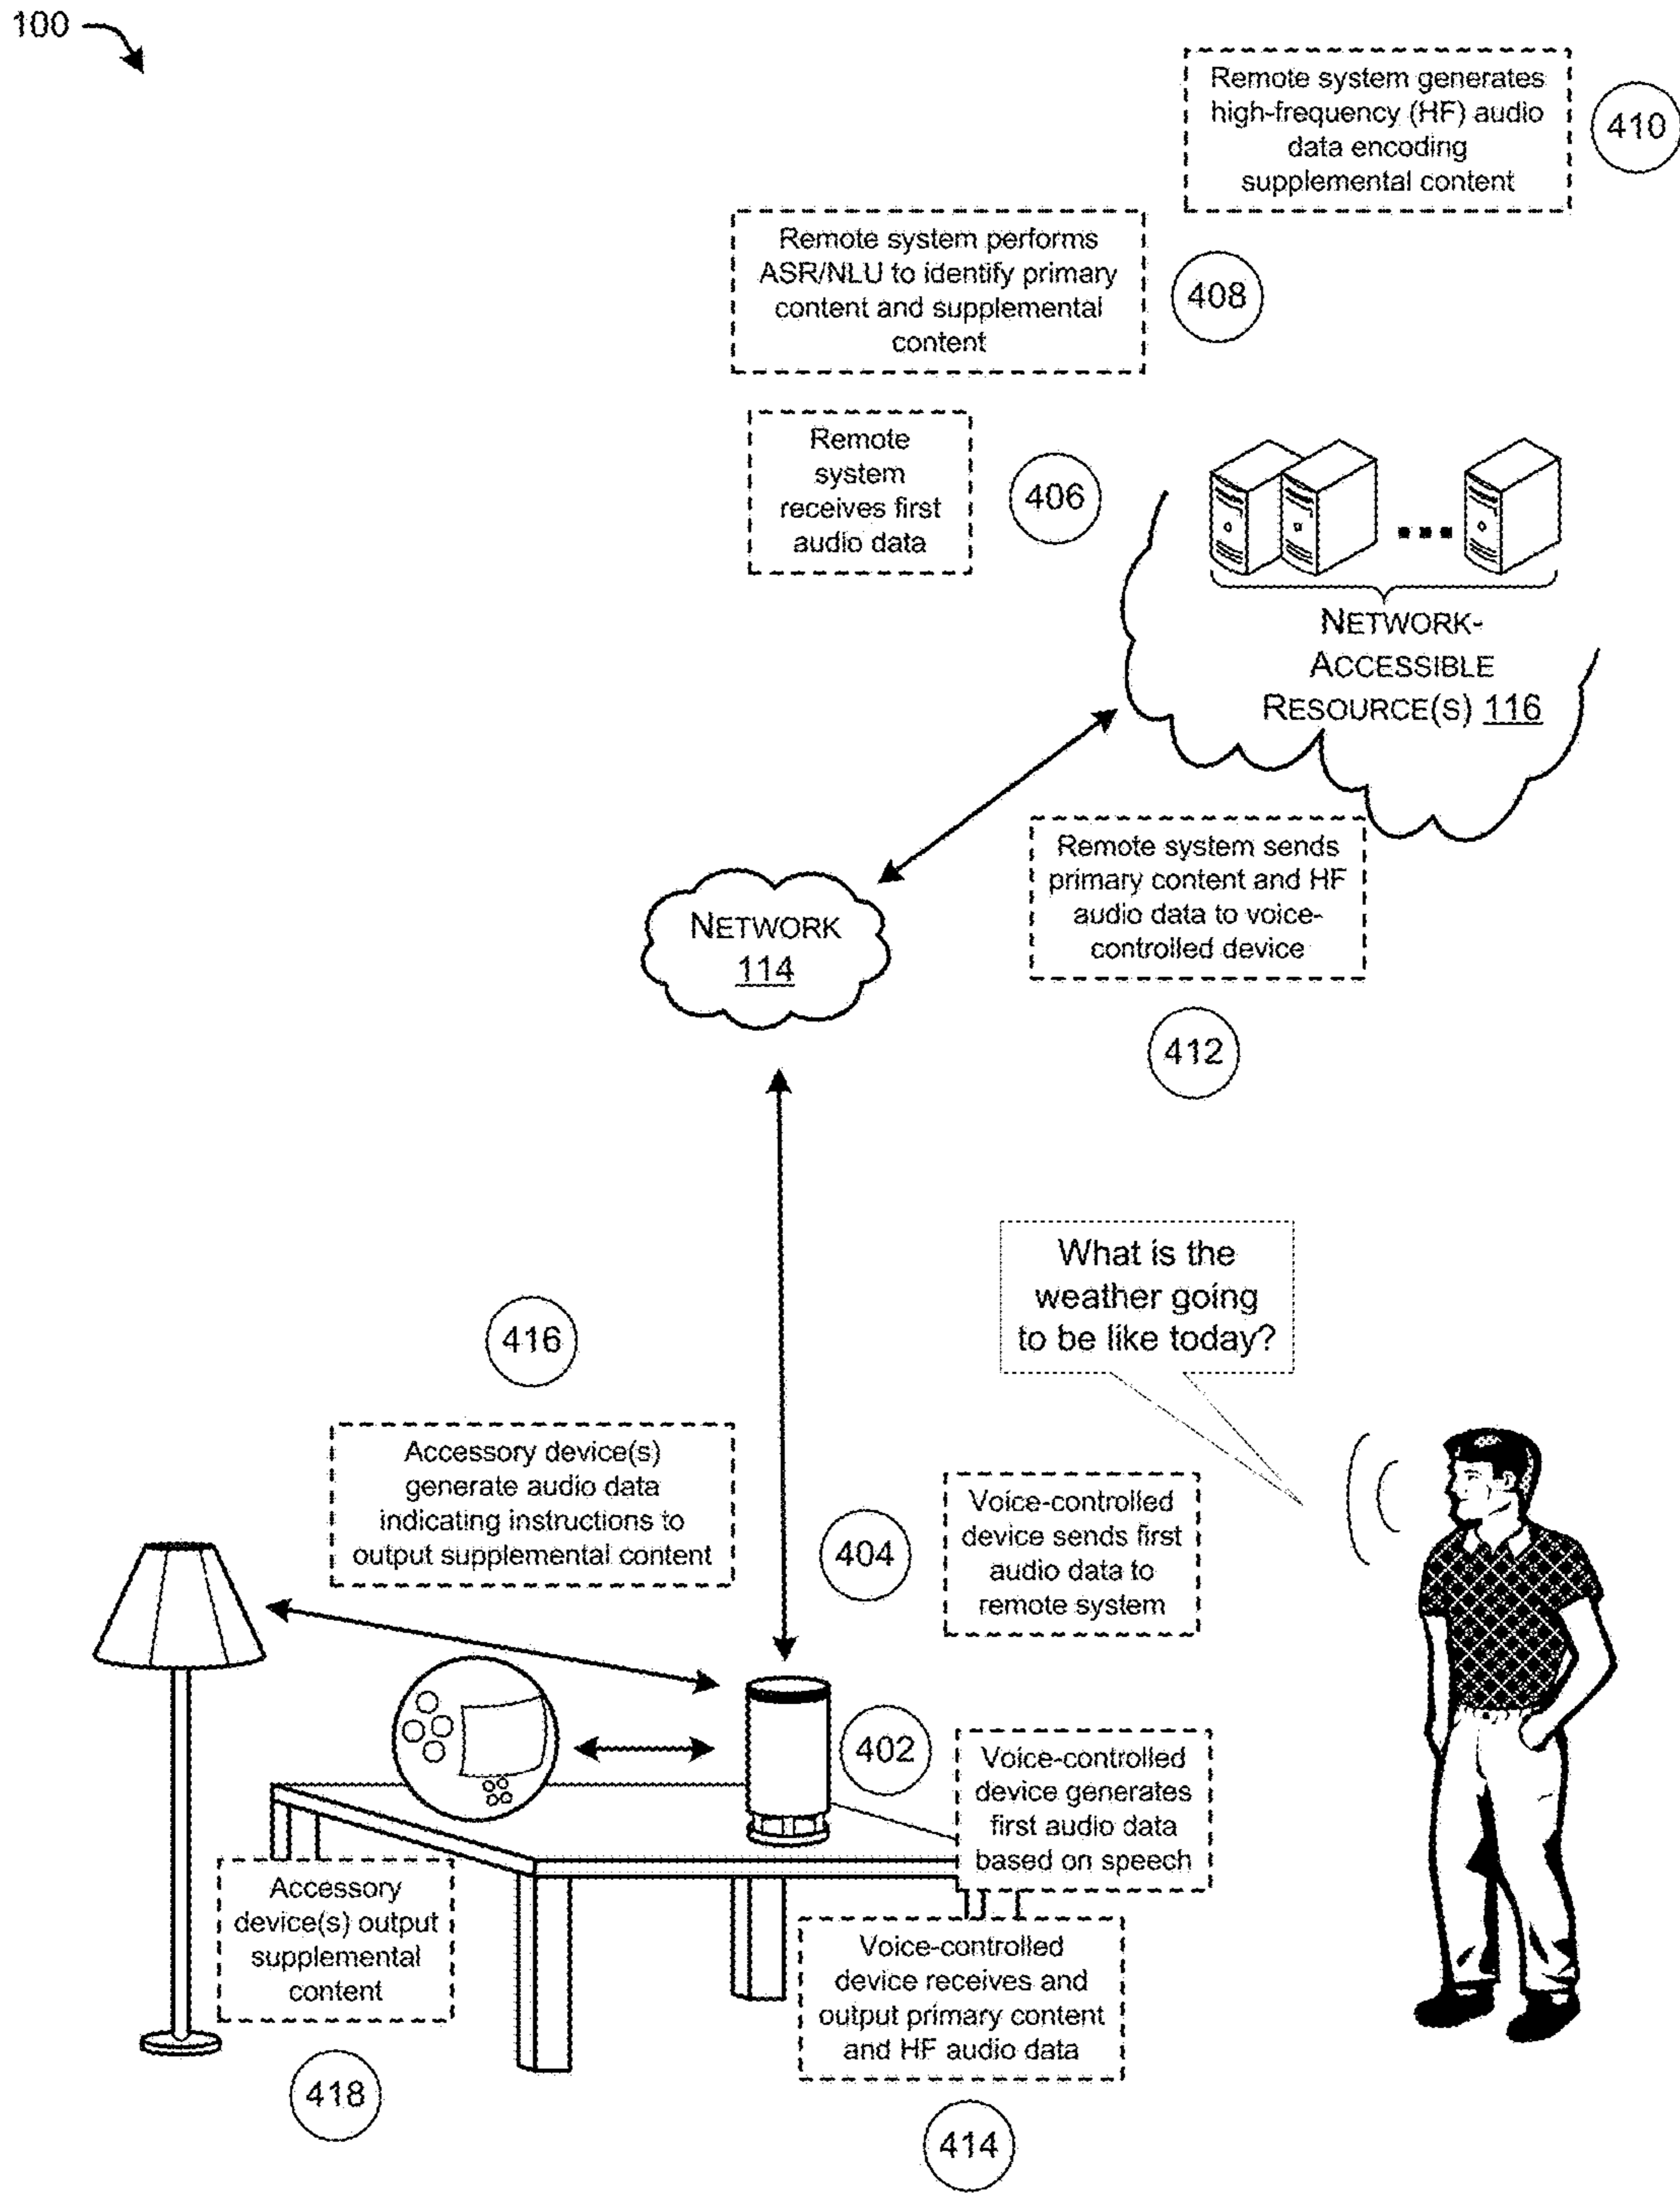 100
Remote system generates
high-frequency (HF) audio
data encoding
supplemental content
410
Remote system performs
ASR/NLU to identify primary
content and supplemental
content
408
Remote
system
receives first
audio data
406
NETWORK-
ACCESSIBLE
RESOURCE(S) 116
Remote system sends
primary content and HF
audio data to voice-
controlled device
412
NETWORK
114
What is the
weather going
to be like today?
416
Accessory device(s)
generate audio data
indicating instructions to
output supplemental content
404
Voice-controlled
device sends first
audio data to
remote system
402
Voice-controlled
device generates
first audio data
based on speech
Accessory
device(s) output
supplemental
content
418
Voice-controlled
device receives and
output primary content
and HF audio data
414